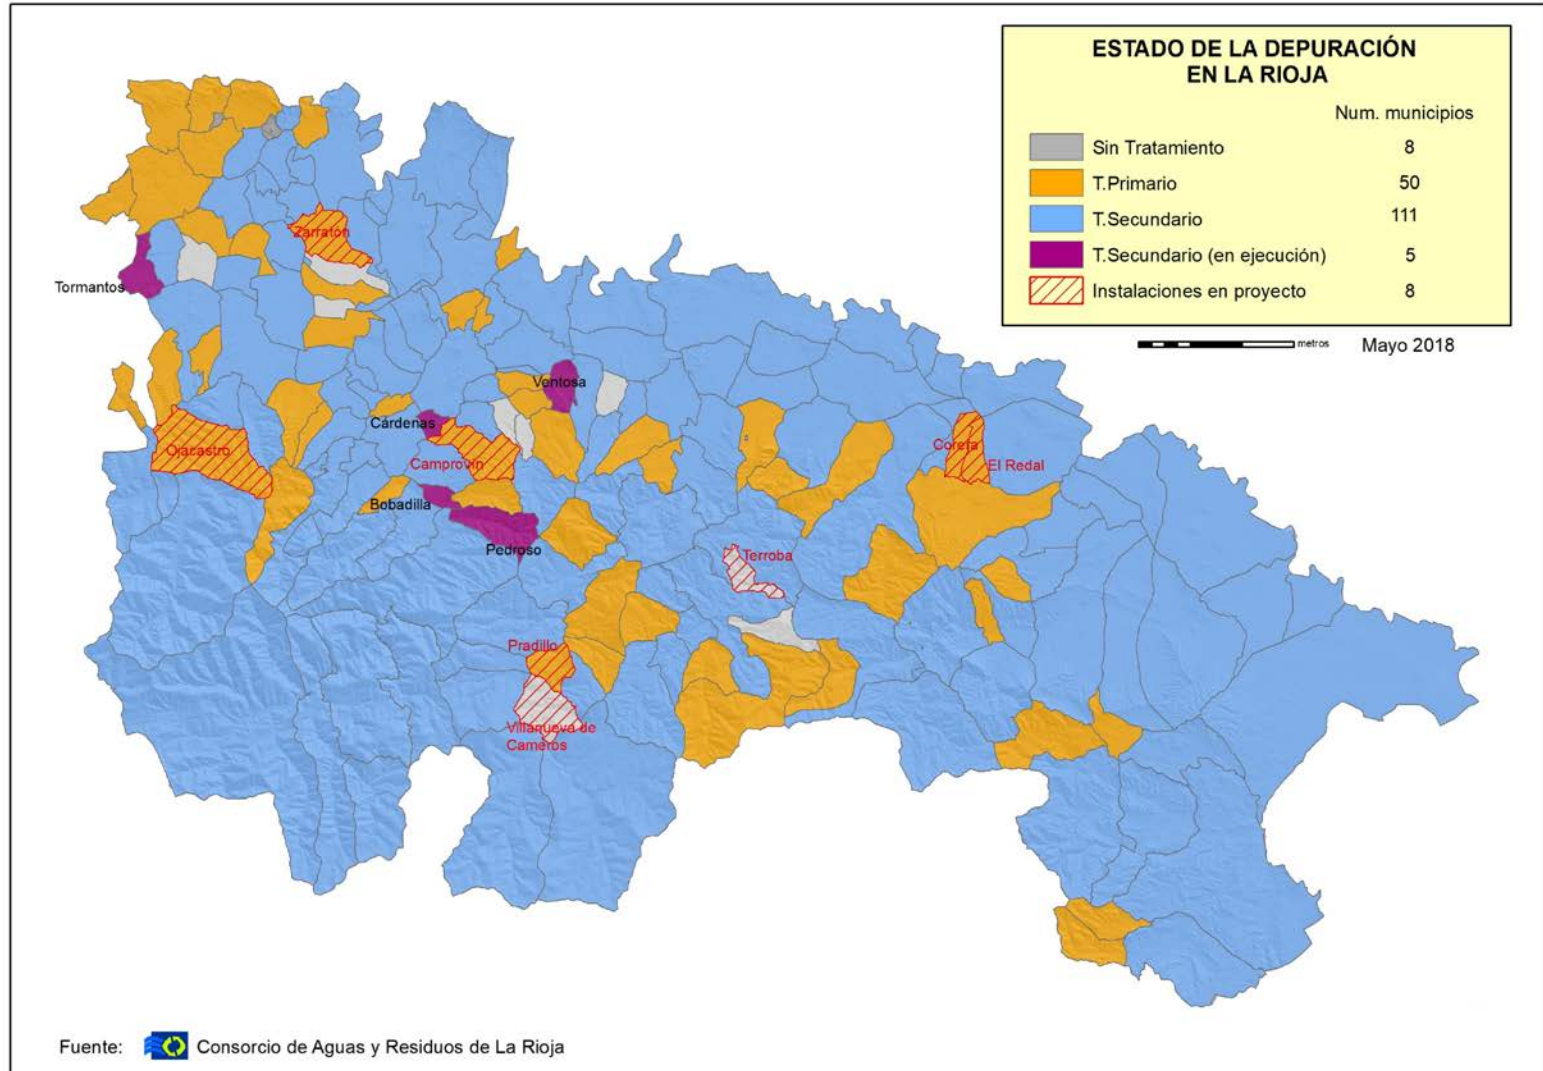 ESTADO DE LA DEPURACIÓN
EN LA RIOJA
Num. municipios
Sin Tratamiento 8
T.Primario 50
T.Secundario 111
T.Secundario (en ejecución) 5
Instalaciones en proyecto 8
metros Mayo 2018
Zarratón
Tormantos
Ventosa
Cárdenas
Ojacastro
Camprovín
Corera
El Redal
Bobadilla
Pedroso
Terroba
Pradillo
Villanueva de
Cameros
Fuente: Consorcio de Aguas y Residuos de La Rioja